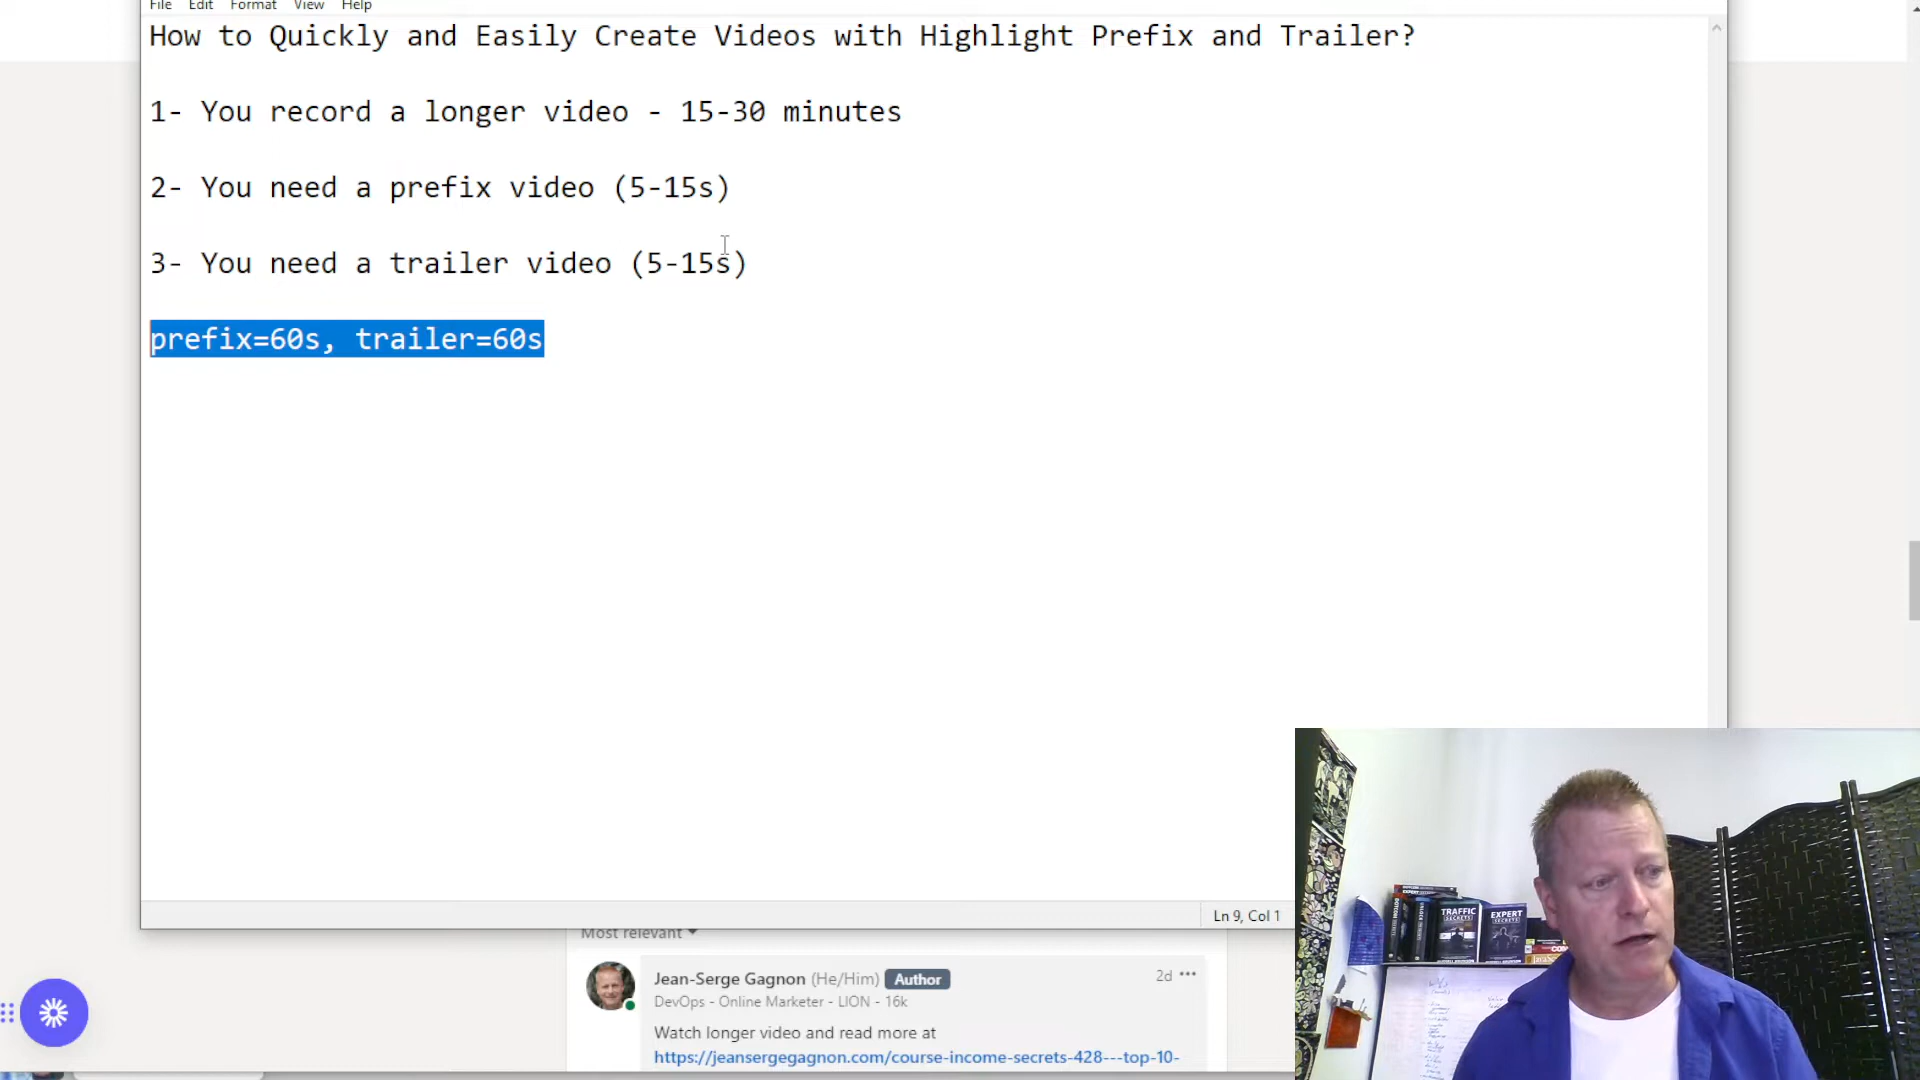 File Edit Format View Help
How to Quickly and Easily Create Videos with Highlight Prefix and Trailer?
1- You record a longer video - 15-30 minutes
2- You need a prefix video (5-15s)
3- You need a trailer video (5-15s)
prefix=60s, trailer=60s
Ln 9, Col 1
Most relevant
Jean-Serge Gagnon (He/Him) Author
2d
DevOps - Online Marketer - LION - 16k
Watch longer video and read more at
https://jeansergegagnon.com/course-income-secrets-428---top-10-
TRAFFIC SECRETS
EXPERT SECRETS